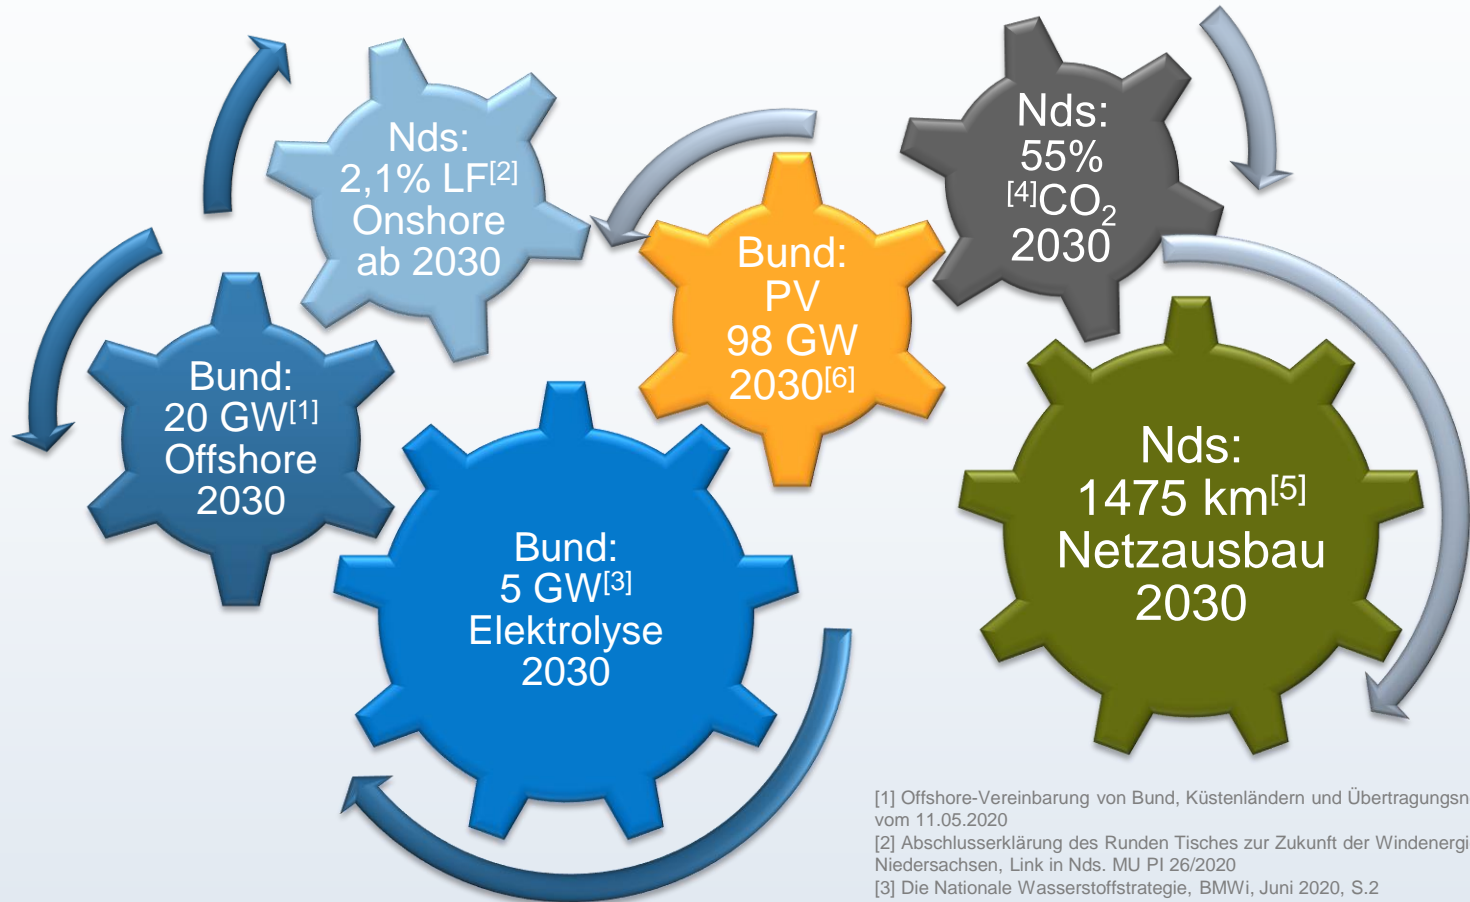 Nds:
2,1% LF[2]
Onshore
ab 2030
Nds:
55%
[4]CO₂
2030
Bund:
PV
98 GW
2030[6]
Bund:
20 GW[1]
Offshore
2030
Bund:
5 GW[3]
Elektrolyse
2030
Nds:
1475 km[5]
Netzausbau
2030
[1] Offshore-Vereinbarung von Bund, Küstenländern und
vom 11.05.2020
[2] Abschlusserklärung des Runden Tisches zur Zukunft der
Niedersachsen, Link in Nds. MU PI 26/2020
[3] Die Nationale Wasserstoffstrategie, BMWi, Juni 2020, S.2